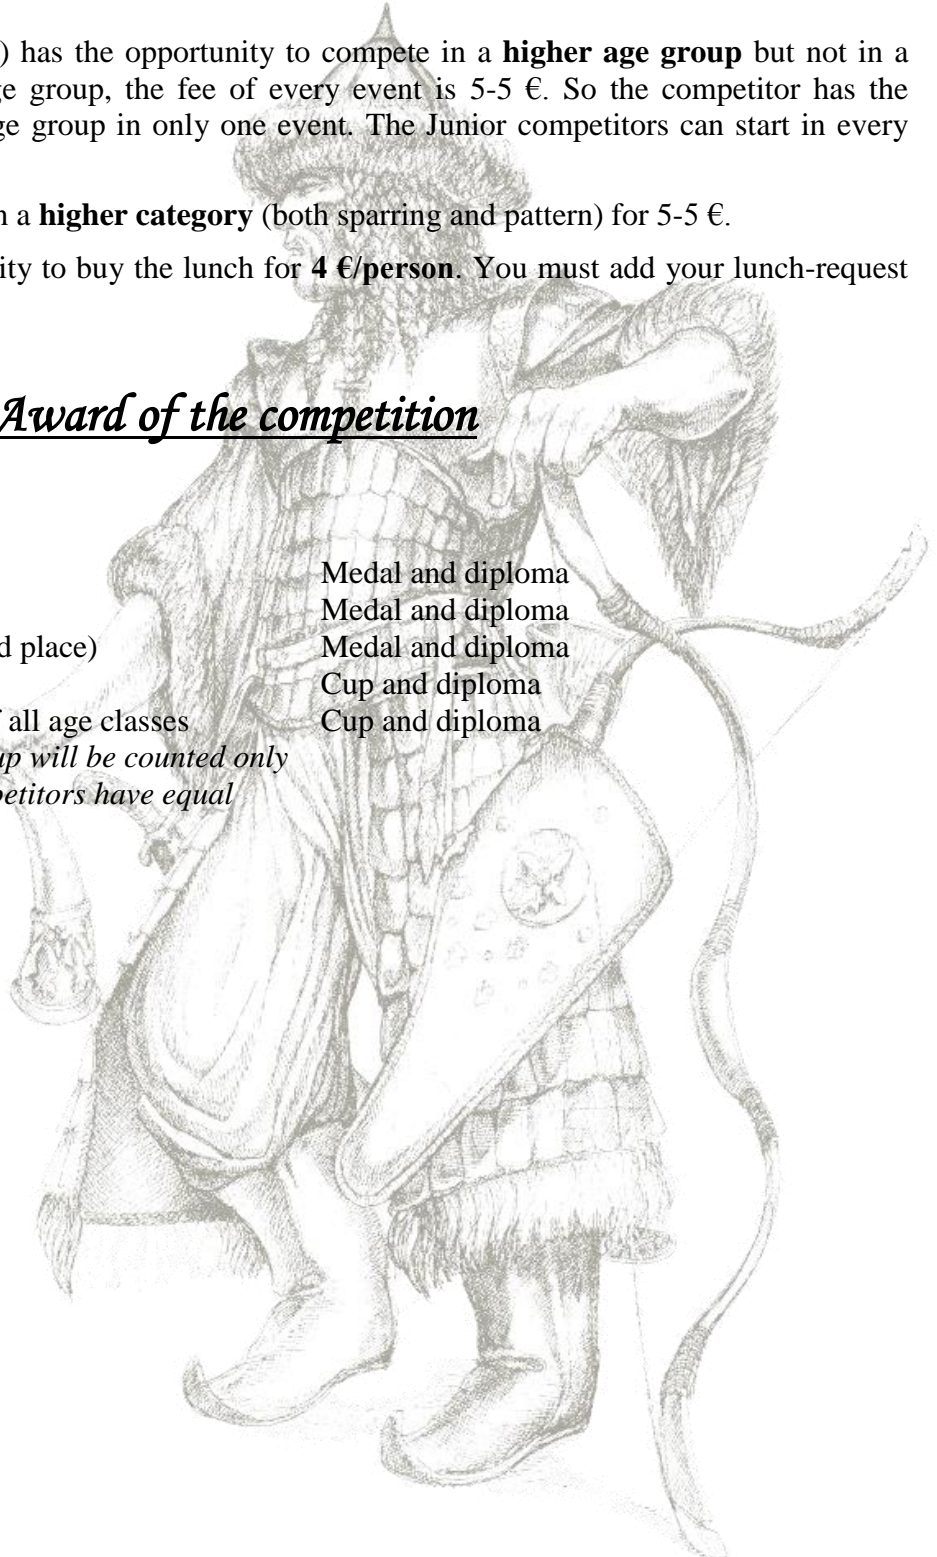 ) has the opportunity to compete in a higher age group but not in a
ge group, the fee of every event is 5-5 €. So the competitor has the
ge group in only one event. The Junior competitors can start in every
n a higher category (both sparring and pattern) for 5-5 €.
ity to buy the lunch for 4 €/person. You must add your lunch-request
Award of the competition
Medal and diploma
Medal and diploma
d place) Medal and diploma
Cup and diploma
f all age classes Cup and diploma
up will be counted only
petitors have equal